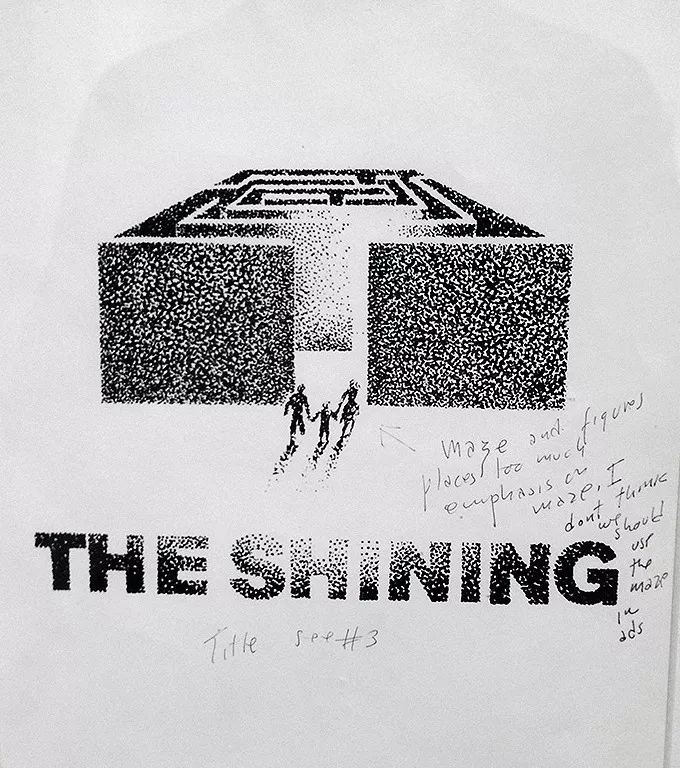 maze and figures
places too much
emphasis on
maze. I
dont think
we should
use
the
maze
in
ads
THE SHINING
Title see #3